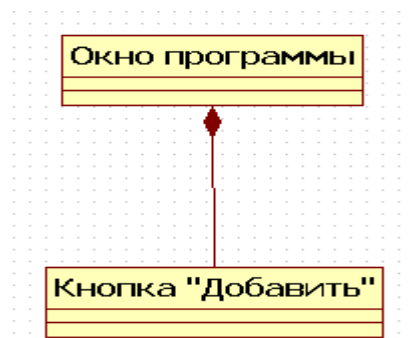 Окно программы
Кнопка "Добавить"